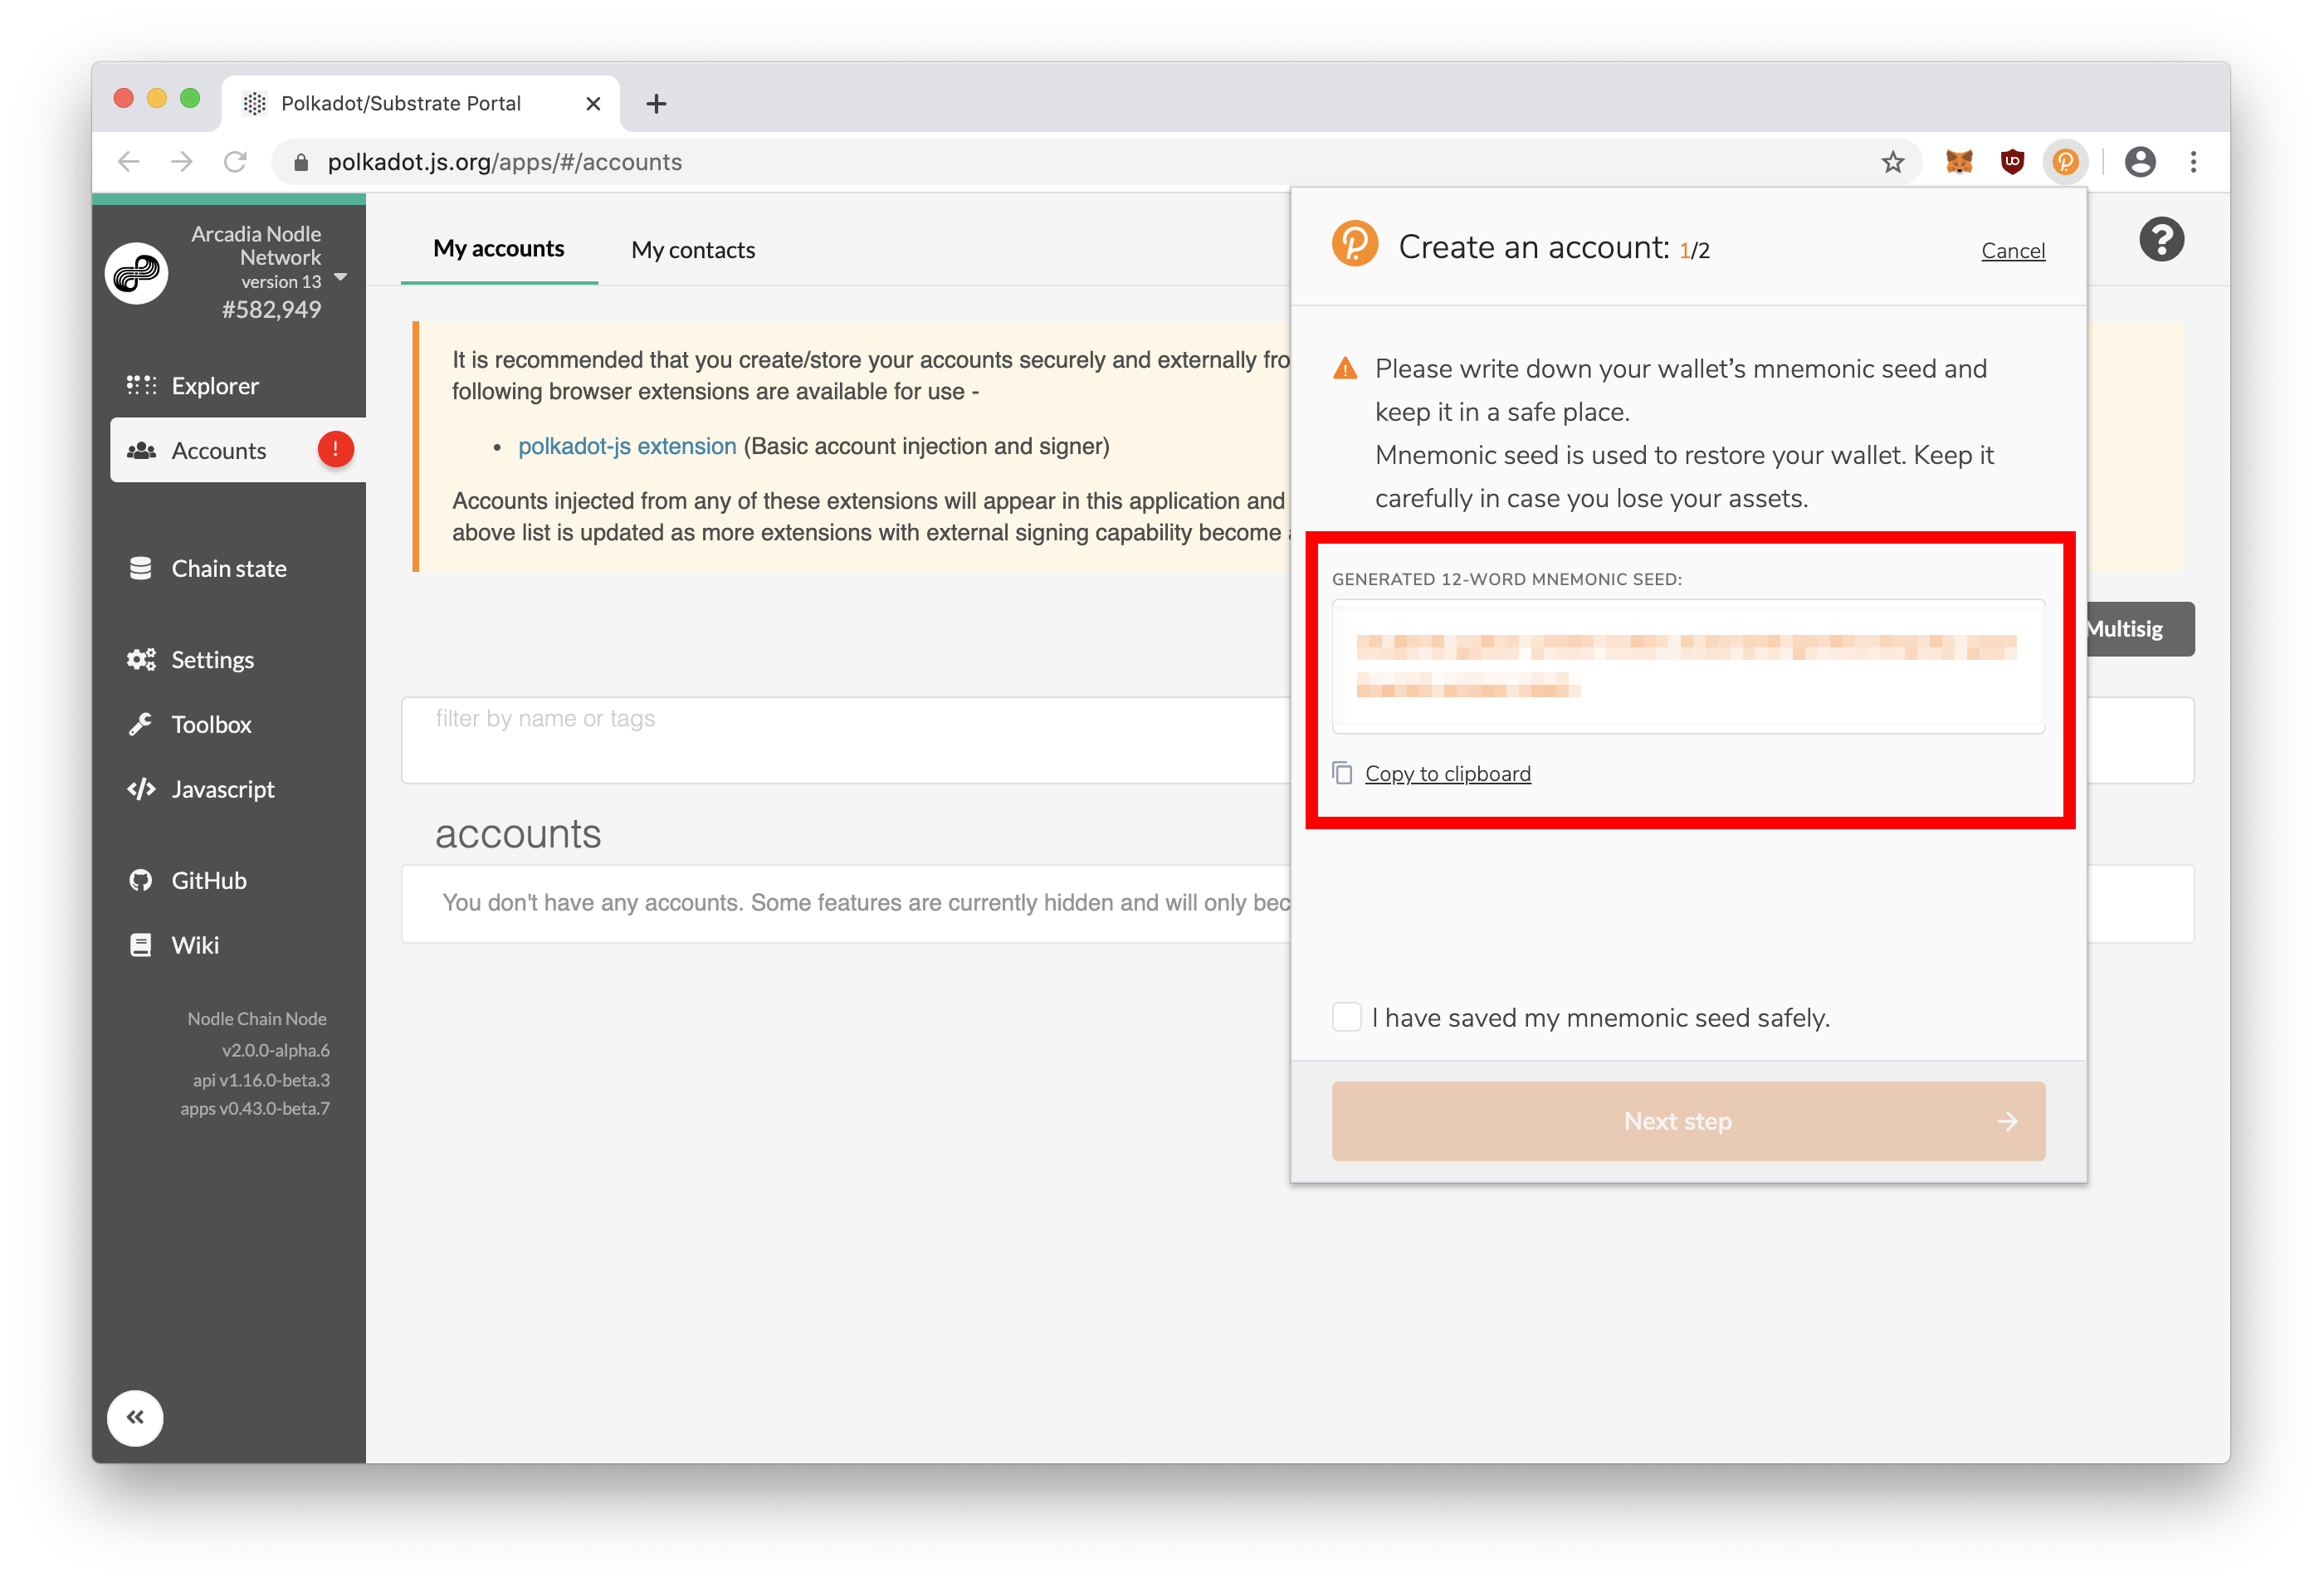 Polkadot/Substrate Portal
polkadot.js.org/apps/#/accounts
Arcadia Nodle
Network
version 13
#582,949
Explorer
Accounts
Chain state
Settings
Toolbox
Javascript
GitHub
Wiki
Nodle Chain Node
v2.0.0-alpha.6
api v1.16.0-beta.3
apps v0.43.0-beta.7
My accounts
My contacts
It is recommended that you create/store your accounts securely and externally
following browser extensions are available for use -
• polkadot-js extension (Basic account injection and signer)
Accounts injected from any of these extensions will appear in this application and
above list is updated as more extensions with external signing capability become
Multisig
filter by name or tags
accounts
You don't have any accounts. Some features are currently hidden and will only
Create an account: 1/2
Cancel
Please write down your wallet’s mnemonic seed and
keep it in a safe place.
Mnemonic seed is used to restore your wallet. Keep it
carefully in case you lose your assets.
GENERATED 12-WORD MNEMONIC SEED:
Copy to clipboard
I have saved my mnemonic seed safely.
Next step